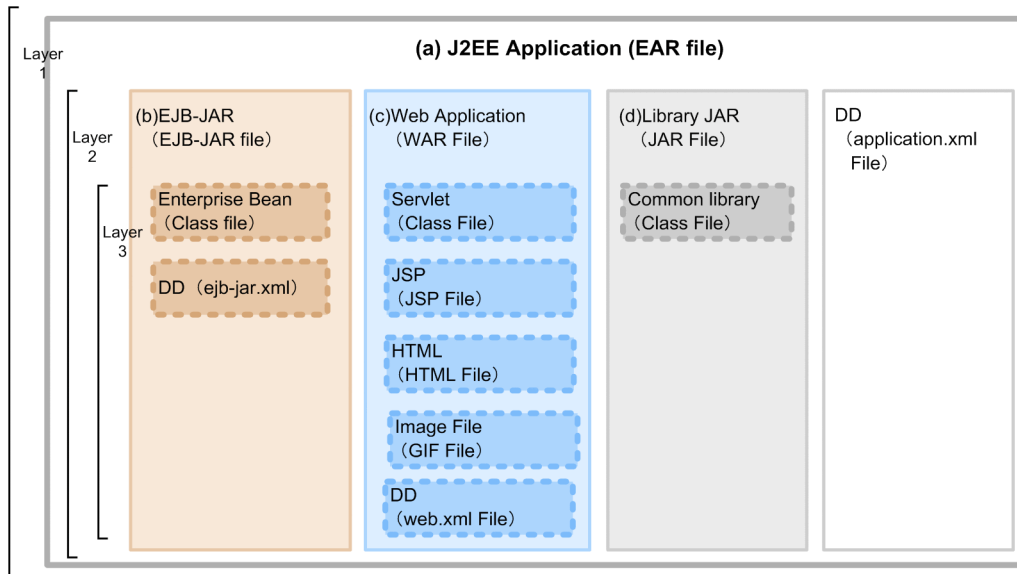 (a) J2EE Application (EAR file)
Layer
1
Layer
2
Layer
3
(b)EJB-JAR
（EJB-JAR file）
Enterprise Bean
（Class file）
DD（ejb-jar.xml）
(c)Web Application
（WAR File）
Servlet
（Class File）
JSP
（JSP File）
HTML
（HTML File）
Image File
（GIF File）
DD
（web.xml File）
(d)Library JAR
（JAR File）
Common library
（Class File）
DD
（application.xml
File）